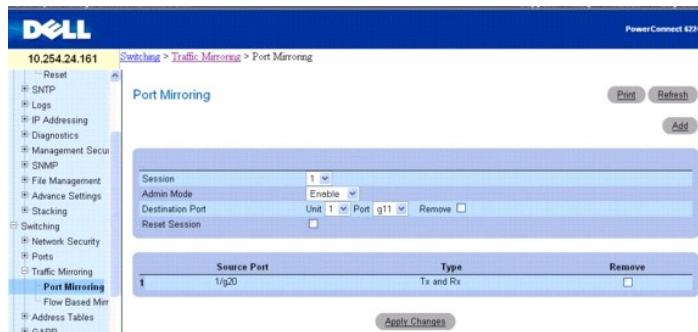 DELL
PowerConnect 622
10.254.24.161
Switching > Traffic Mirroring > Port Mirroring
Reset
SNTP
Logs
IP Addressing
Diagnostics
Management Secu
SNMP
File Management
Advance Settings
Stacking
Switching
Network Security
Ports
Traffic Mirroring
Port Mirroring
Flow Based Mirr
Address Tables
GARP
Port Mirroring
Print Refresh
Add
Session 1
Admin Mode Enable
Destination Port Unit 1 Port g11 Remove
Reset Session
Source Port Type Remove
1 1/g20 Tx and Rx
Apply Changes